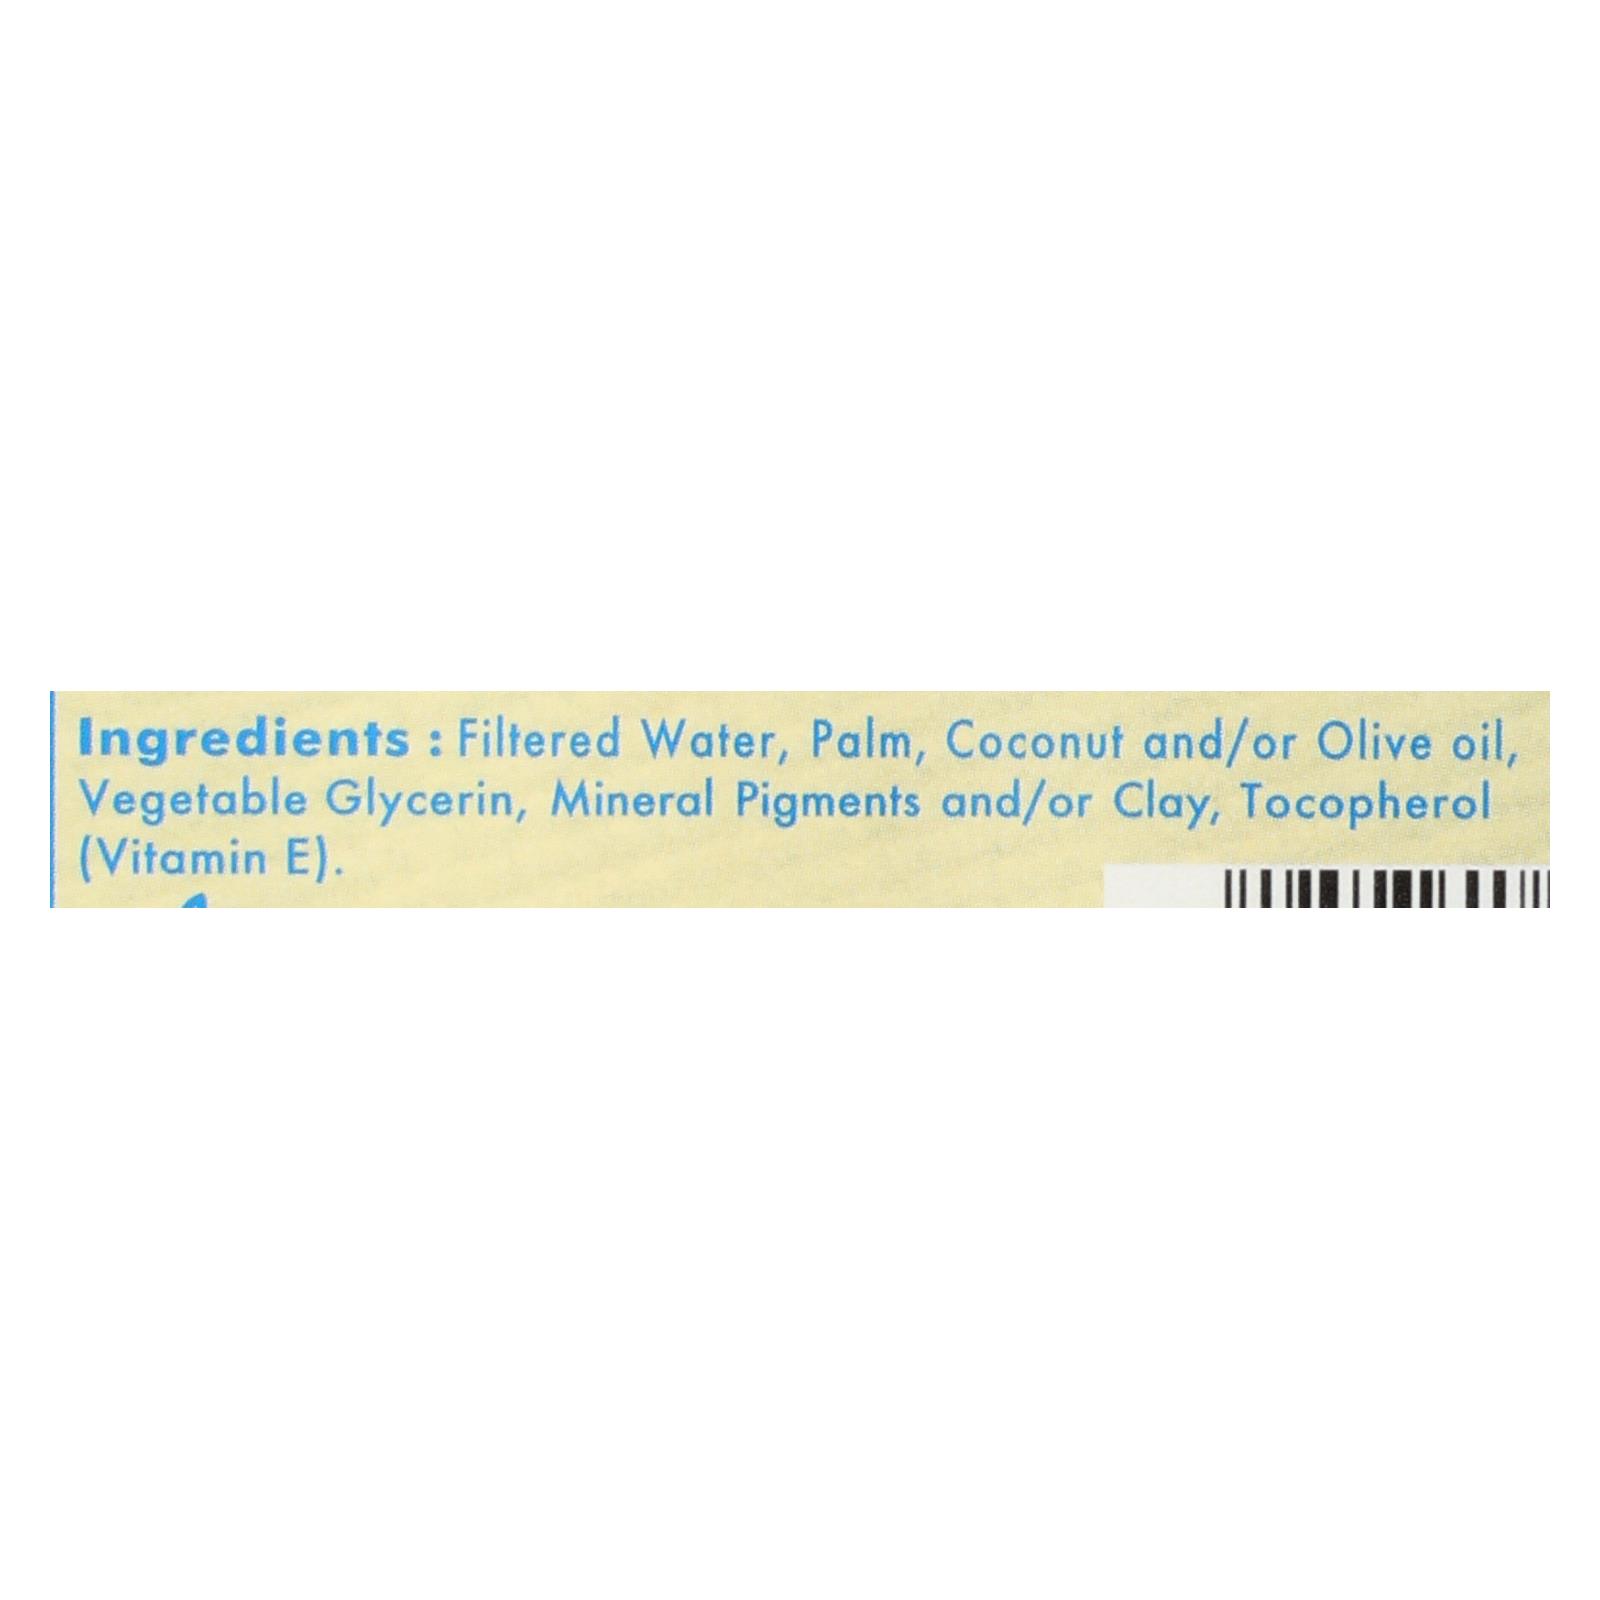 Ingredients : Filtered Water, Palm, Coconut and/or Olive oil,
Vegetable Glycerin, Mineral Pigments and/or Clay, Tocopherol
(Vitamin E).